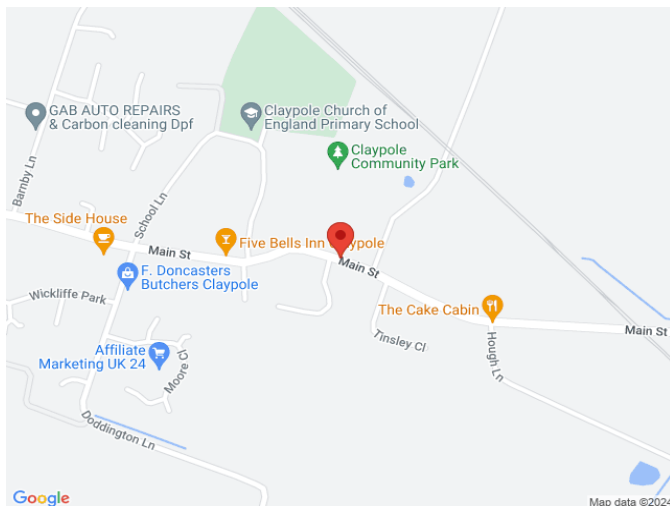 GAB AUTO REPAIRS
& Carbon cleaning Dpf
Claypole Church of
England Primary School
Claypole
Community Park
Barnby Ln
School Ln
The Side House
Main St
Five Bells Inn Claypole
Main St
F. Doncasters
Butchers Claypole
Wickliffe Park
The Cake Cabin
Main St
Tinsley Cl
Hough Ln
Affiliate
Marketing UK 24
Moore Cl
Doddington Ln
Google
Map data ©2024